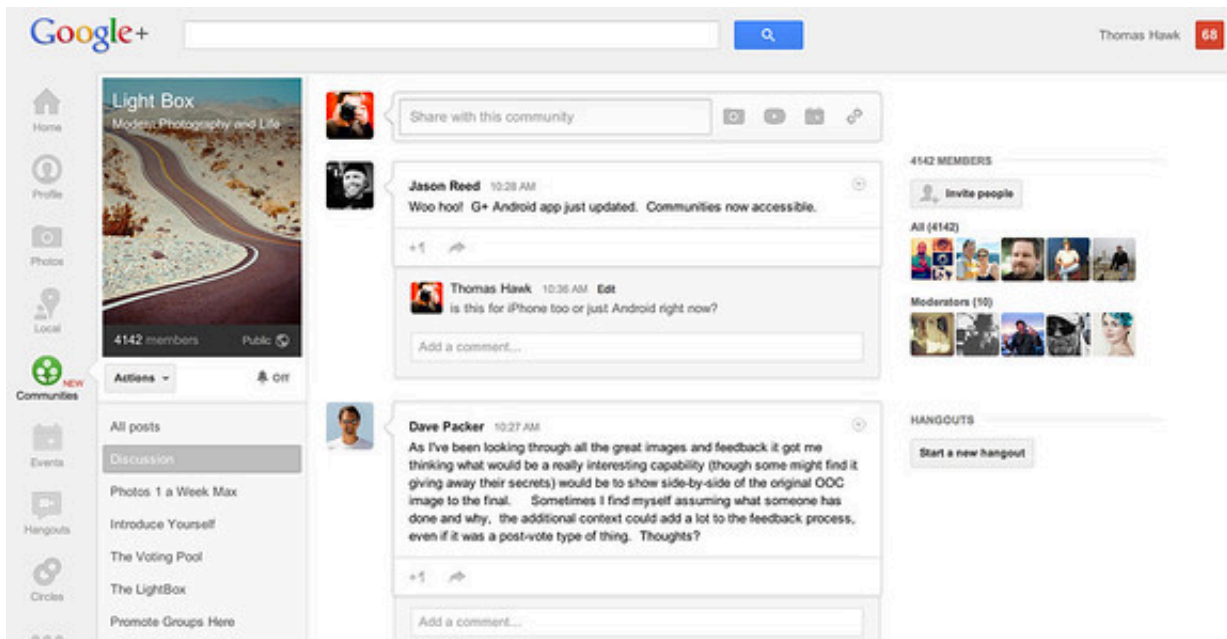 Google+
Thomas Hawk 68
Home
Profile
Photos
Local
NEW
Communities
Events
Hangouts
Circles
Light Box
Modern Photography and Life
4142 members Public
Actions Off
All posts
Discussion
Photos 1 a Week Max
Introduce Yourself
The Voting Pool
The LightBox
Promote Groups Here
Share with this community
Jason Reed 10:28 AM
Woo hoo! G+ Android app just updated. Communities now accessible.
+1
Thomas Hawk 10:36 AM Edit
is this for iPhone too or just Android right now?
Add a comment...
Dave Packer 10:27 AM
As I've been looking through all the great images and feedback it got me
thinking what would be a really interesting capability (though some might find it
giving away their secrets) would be to show side-by-side of the original OOC
image to the final. Sometimes I find myself assuming what someone has
done and why, the additional context could add a lot to the feedback process,
even if it was a post-vote type of thing. Thoughts?
+1
Add a comment...
4142 MEMBERS
Invite people
All (4142)
Moderators (10)
HANGOUTS
Start a new hangout